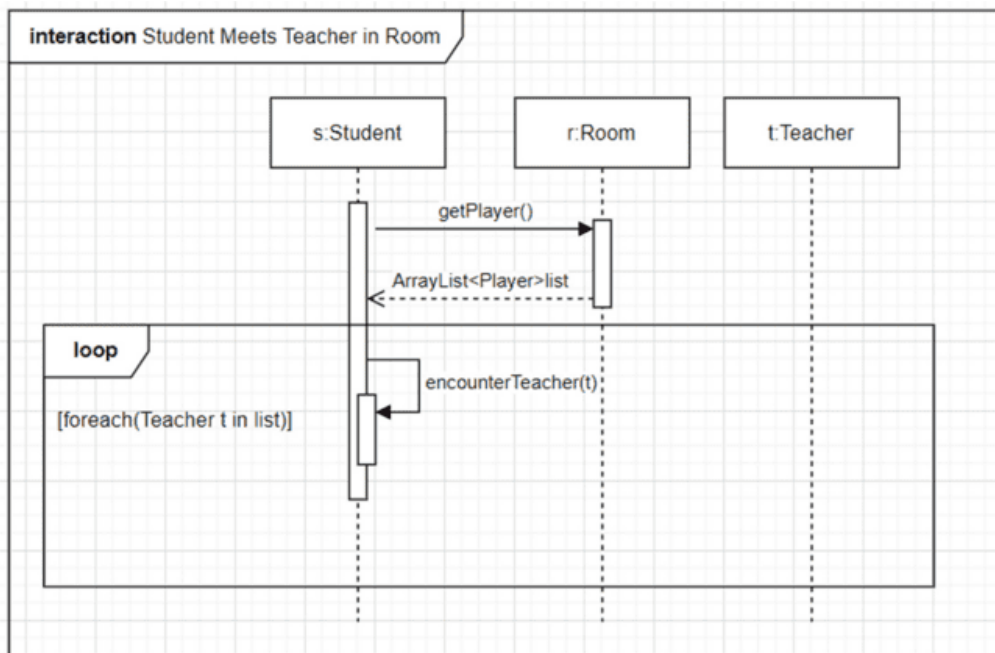 interaction Student Meets Teacher in Room
s:Student
r:Room
t:Teacher
getPlayer()
ArrayList<Player>list
loop
encounterTeacher(t)
[foreach(Teacher t in list)]